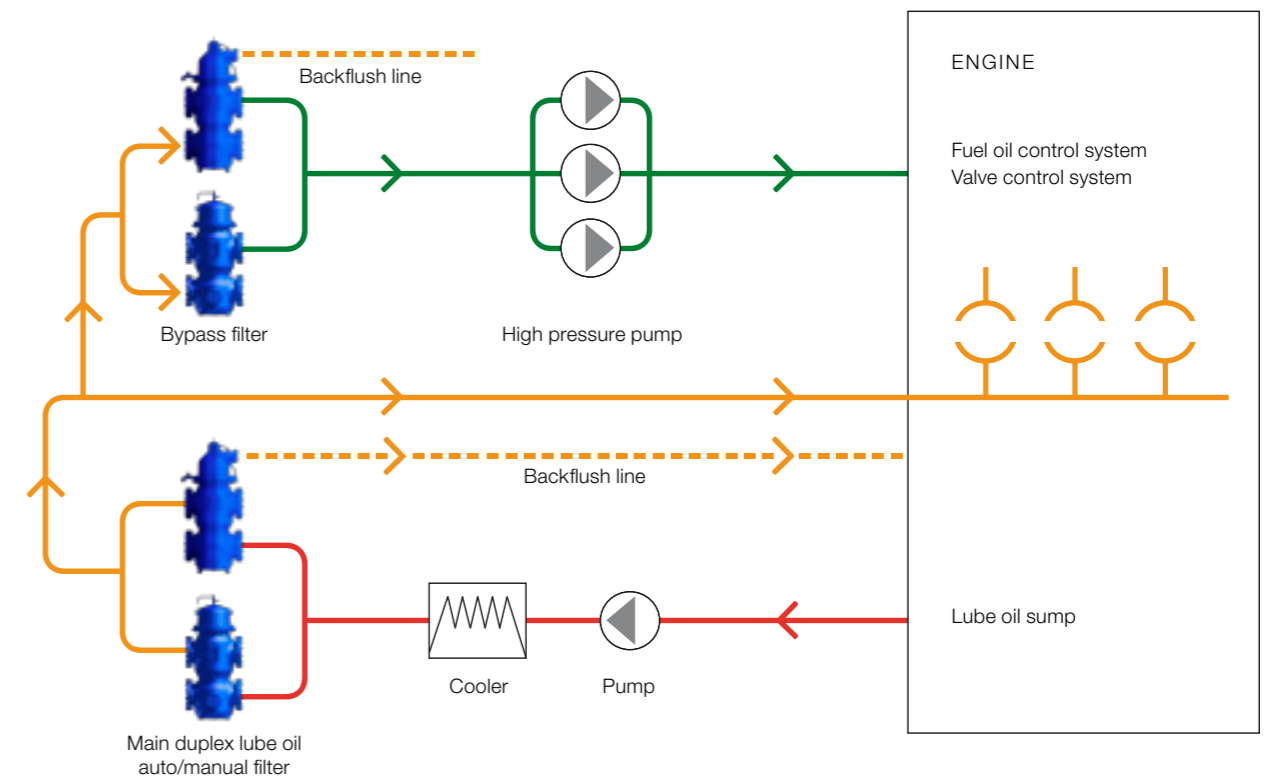 Backflush line
ENGINE
Fuel oil control system
Valve control system
Bypass filter
High pressure pump
Backflush line
Lube oil sump
Cooler
Pump
Main duplex lube oil
auto/manual filter